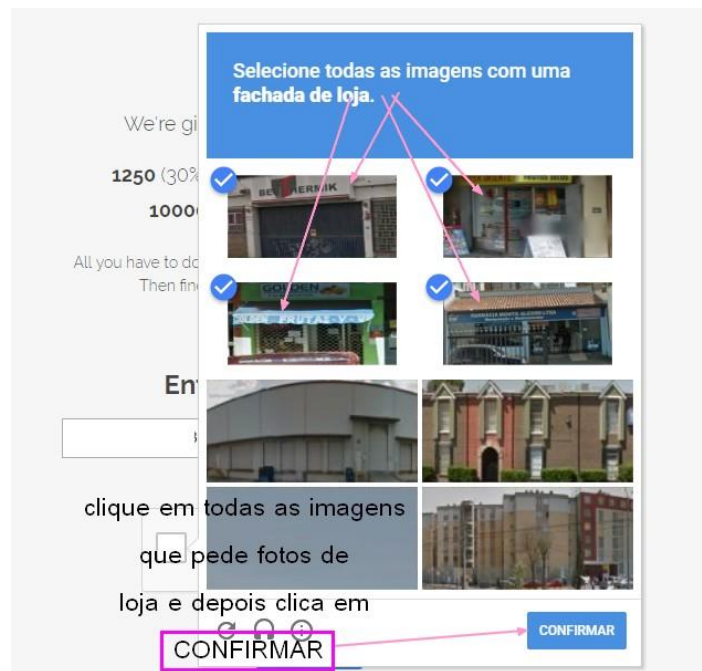 Selecione todas as imagens com uma
fachada de loja.
We're gi
1250 (30%
1000
All you have to do
Then fin
GOLDEN
FRUTAS
En
clique em todas as imagens
que pede fotos de
loja e depois clica em
CONFIRMAR
CONFIRMAR